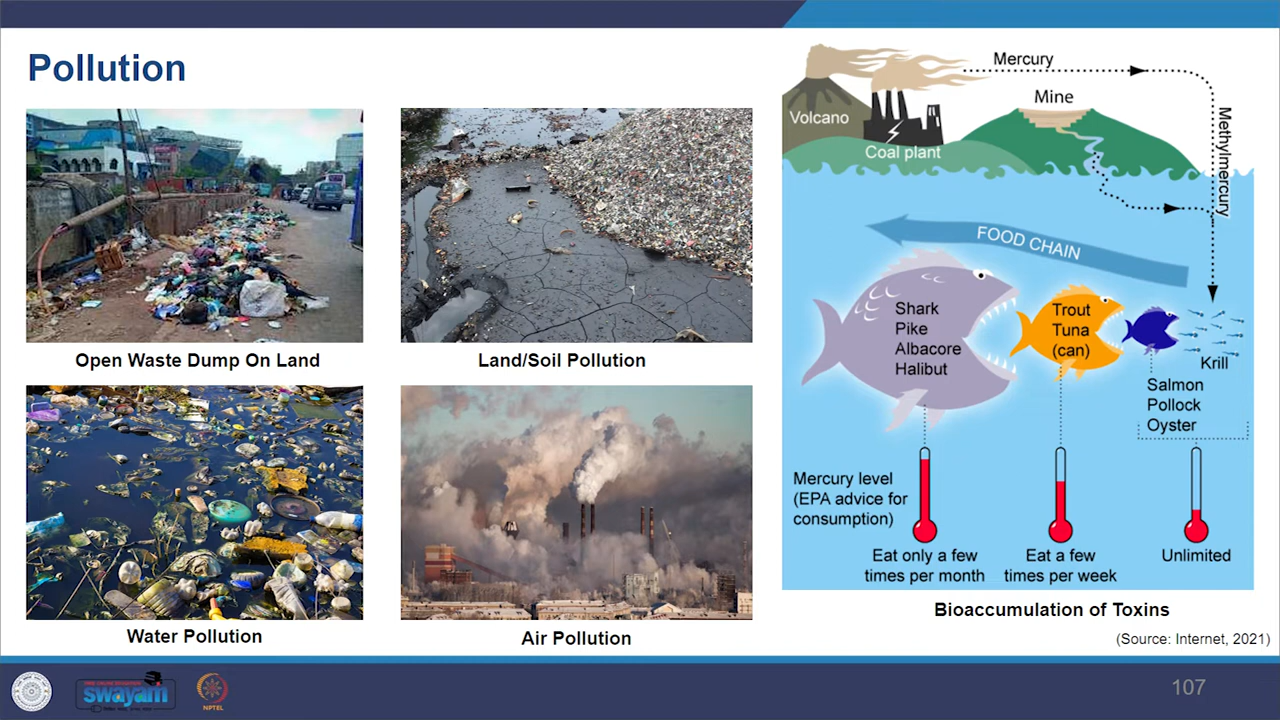 Pollution
Open Waste Dump On Land
Land/Soil Pollution
Water Pollution
Air Pollution
Mercury
Mine
Volcano
Coal plant
Methylmercury
FOOD CHAIN
Shark
Pike
Albacore
Halibut
Trout
Tuna
(can)
Krill
Salmon
Pollock
Oyster
Mercury level
(EPA advice for
consumption)
Eat only a few
times per month
Eat a few
times per week
Unlimited
Bioaccumulation of Toxins
(Source: Internet, 2021)
swayam
NPTEL
107